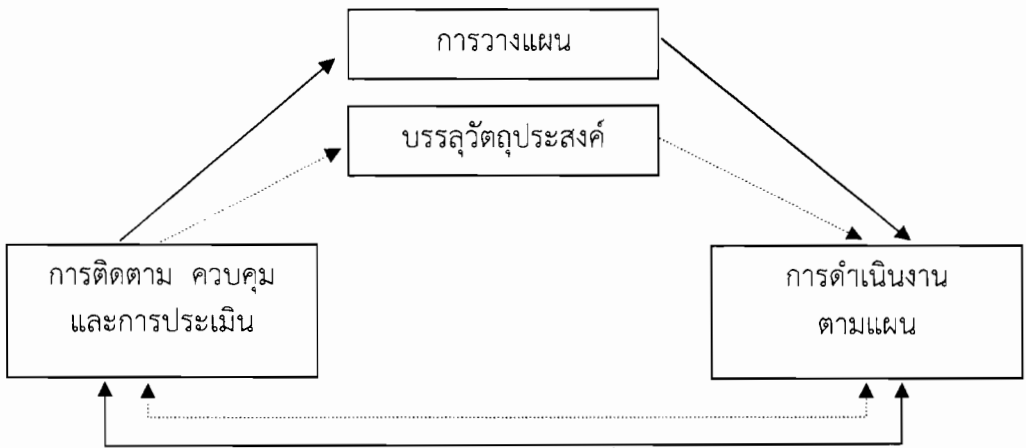 การวางแผน
บรรลุวัตถุประสงค์
การติดตาม ควบคุม
และการประเมิน
การดำเนินงาน
ตามแผน